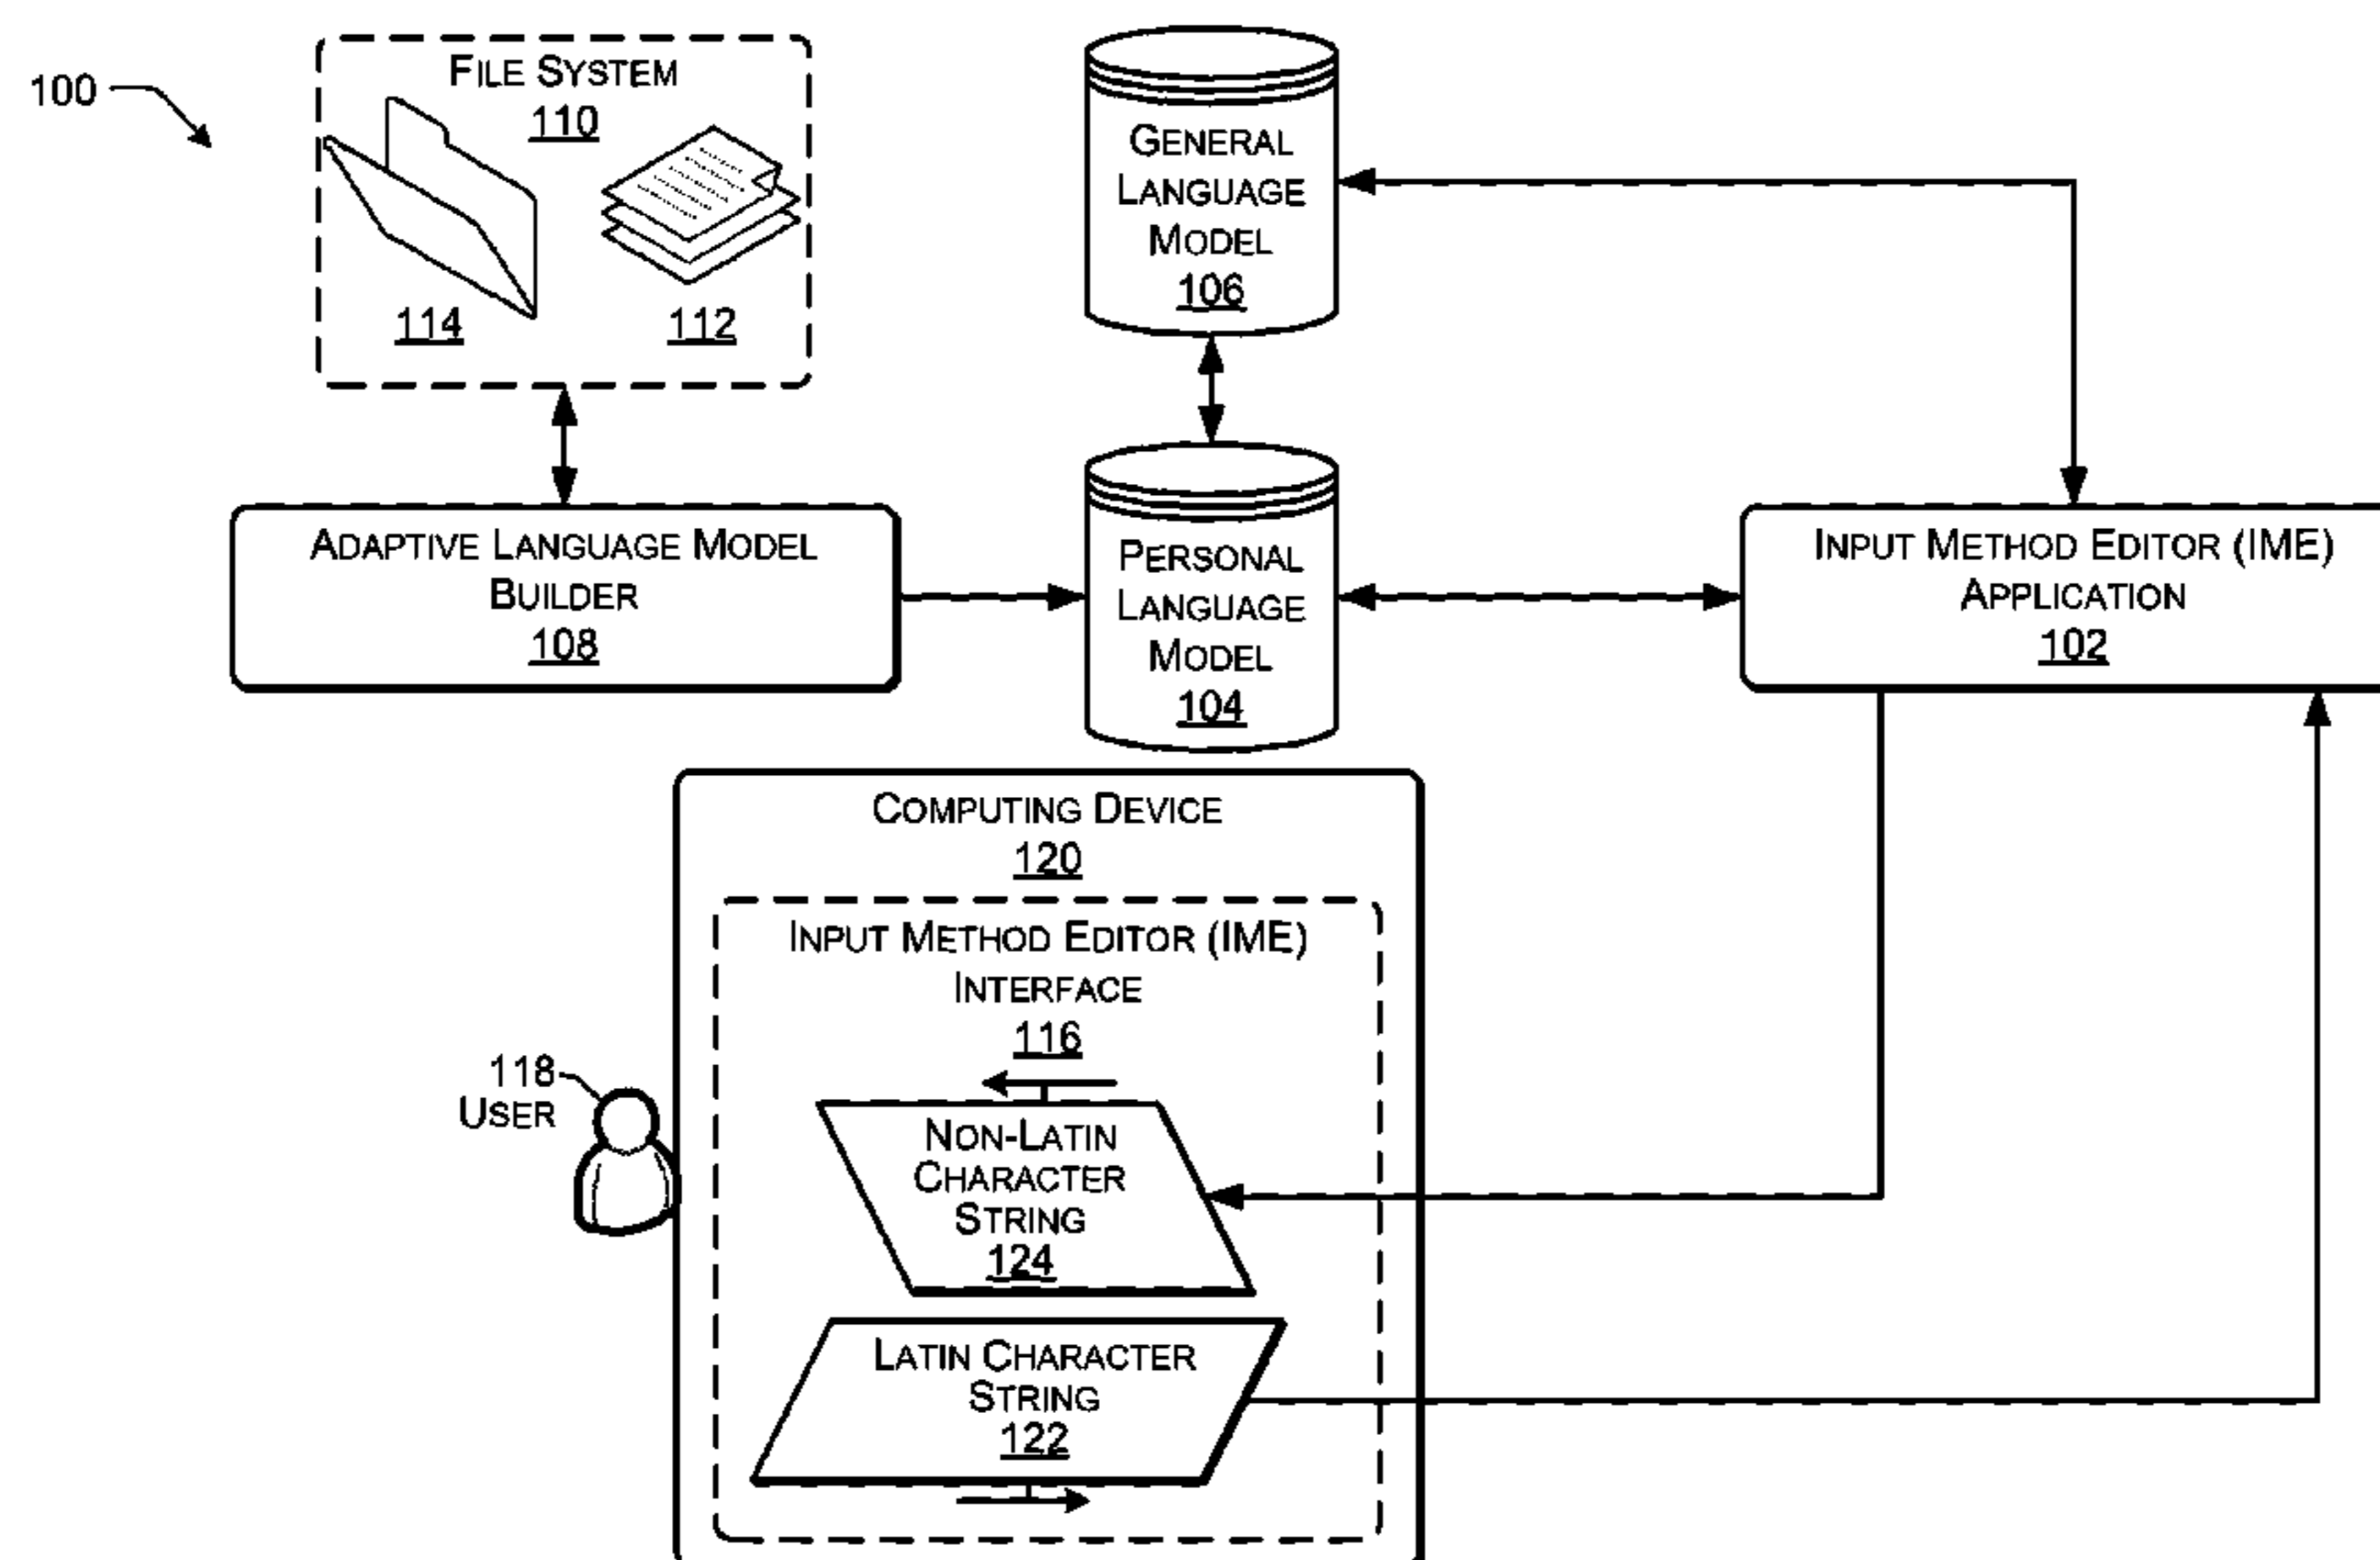 100
FILE SYSTEM
110
114
112
GENERAL
LANGUAGE
MODEL
106
ADAPTIVE LANGUAGE MODEL
BUILDER
108
PERSONAL
LANGUAGE
MODEL
104
INPUT METHOD EDITOR (IME)
APPLICATION
102
COMPUTING DEVICE
120
INPUT METHOD EDITOR (IME)
INTERFACE
116
118
USER
NON-LATIN
CHARACTER
STRING
124
LATIN CHARACTER
STRING
122